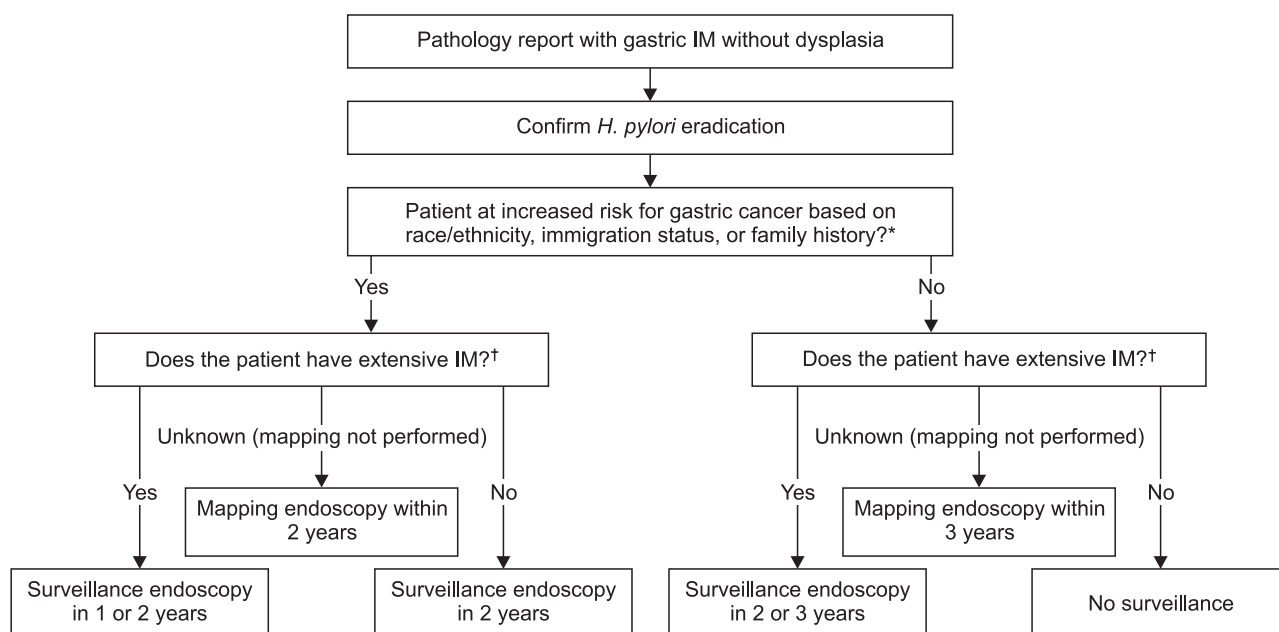 Pathology report with gastric IM without dysplasia
Confirm H. pylori eradication
Patient at increased risk for gastric cancer based on
race/ethnicity, immigration status, or family history?*
Yes
No
Does the patient have extensive IM?†
Does the patient have extensive IM?†
Unknown (mapping not performed)
Unknown (mapping not performed)
Yes
Mapping endoscopy within
2 years
No
Yes
Mapping endoscopy within
3 years
No
Surveillance endoscopy
in 1 or 2 years
Surveillance endoscopy
in 2 years
Surveillance endoscopy
in 2 or 3 years
No surveillance